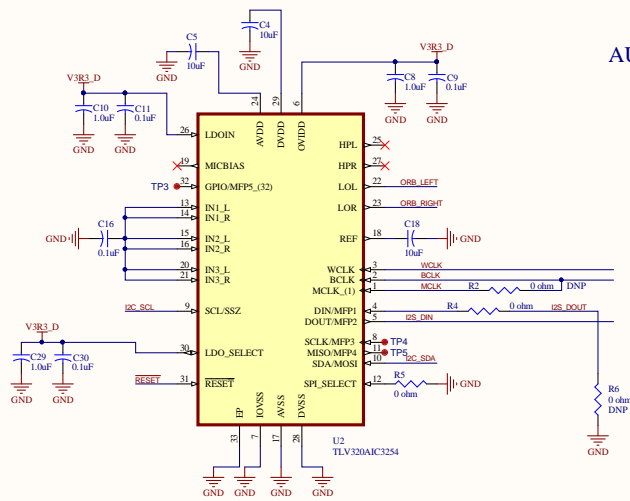 C4
10uF
GND
C5
10uF
GND
V3R3_D
C8
1.0uF
C9
0.1uF
GND
GND
AU
V3R3_D
C10
1.0uF
C11
0.1uF
GND
GND
24
29
6
AVDD
DVDD
OVIDD
26
LDOIN
19
MICBIAS
TP3
32
GPIO/MFP5_(32)
13
IN1_L
14
IN1_R
15
IN2_L
16
IN2_R
20
IN3_L
21
IN3_R
GND
C16
0.1uF
I2C_SCL
9
SCL/SSZ
V3R3_D
30
LDO_SELECT
C29
1.0uF
C30
0.1uF
GND
GND
RESET
31
RESET
HPL
25
HPR
27
LOL
22
ORB_LEFT
LOR
23
ORB_RIGHT
REF
18
C18
10uF
GND
WCLK
3
WCLK
BCLK
2
BCLK
MCLK_(1)
1
MCLK
R2
0 ohm
DNP
DIN/MFP1
4
R4
0 ohm
I2S_DOUT
DOUT/MFP2
5
I2S_DIN
SCLK/MFP3
8
TP4
MISO/MFP4
11
TP5
SDA/MOSI
10
I2C_SDA
SPI_SELECT
12
R5
0 ohm
GND
R6
0 ohm
DNP
GND
EP
IOVSS
AVSS
DVSS
33
7
17
28
GND
GND
GND
GND
U2
TLV320AIC3254